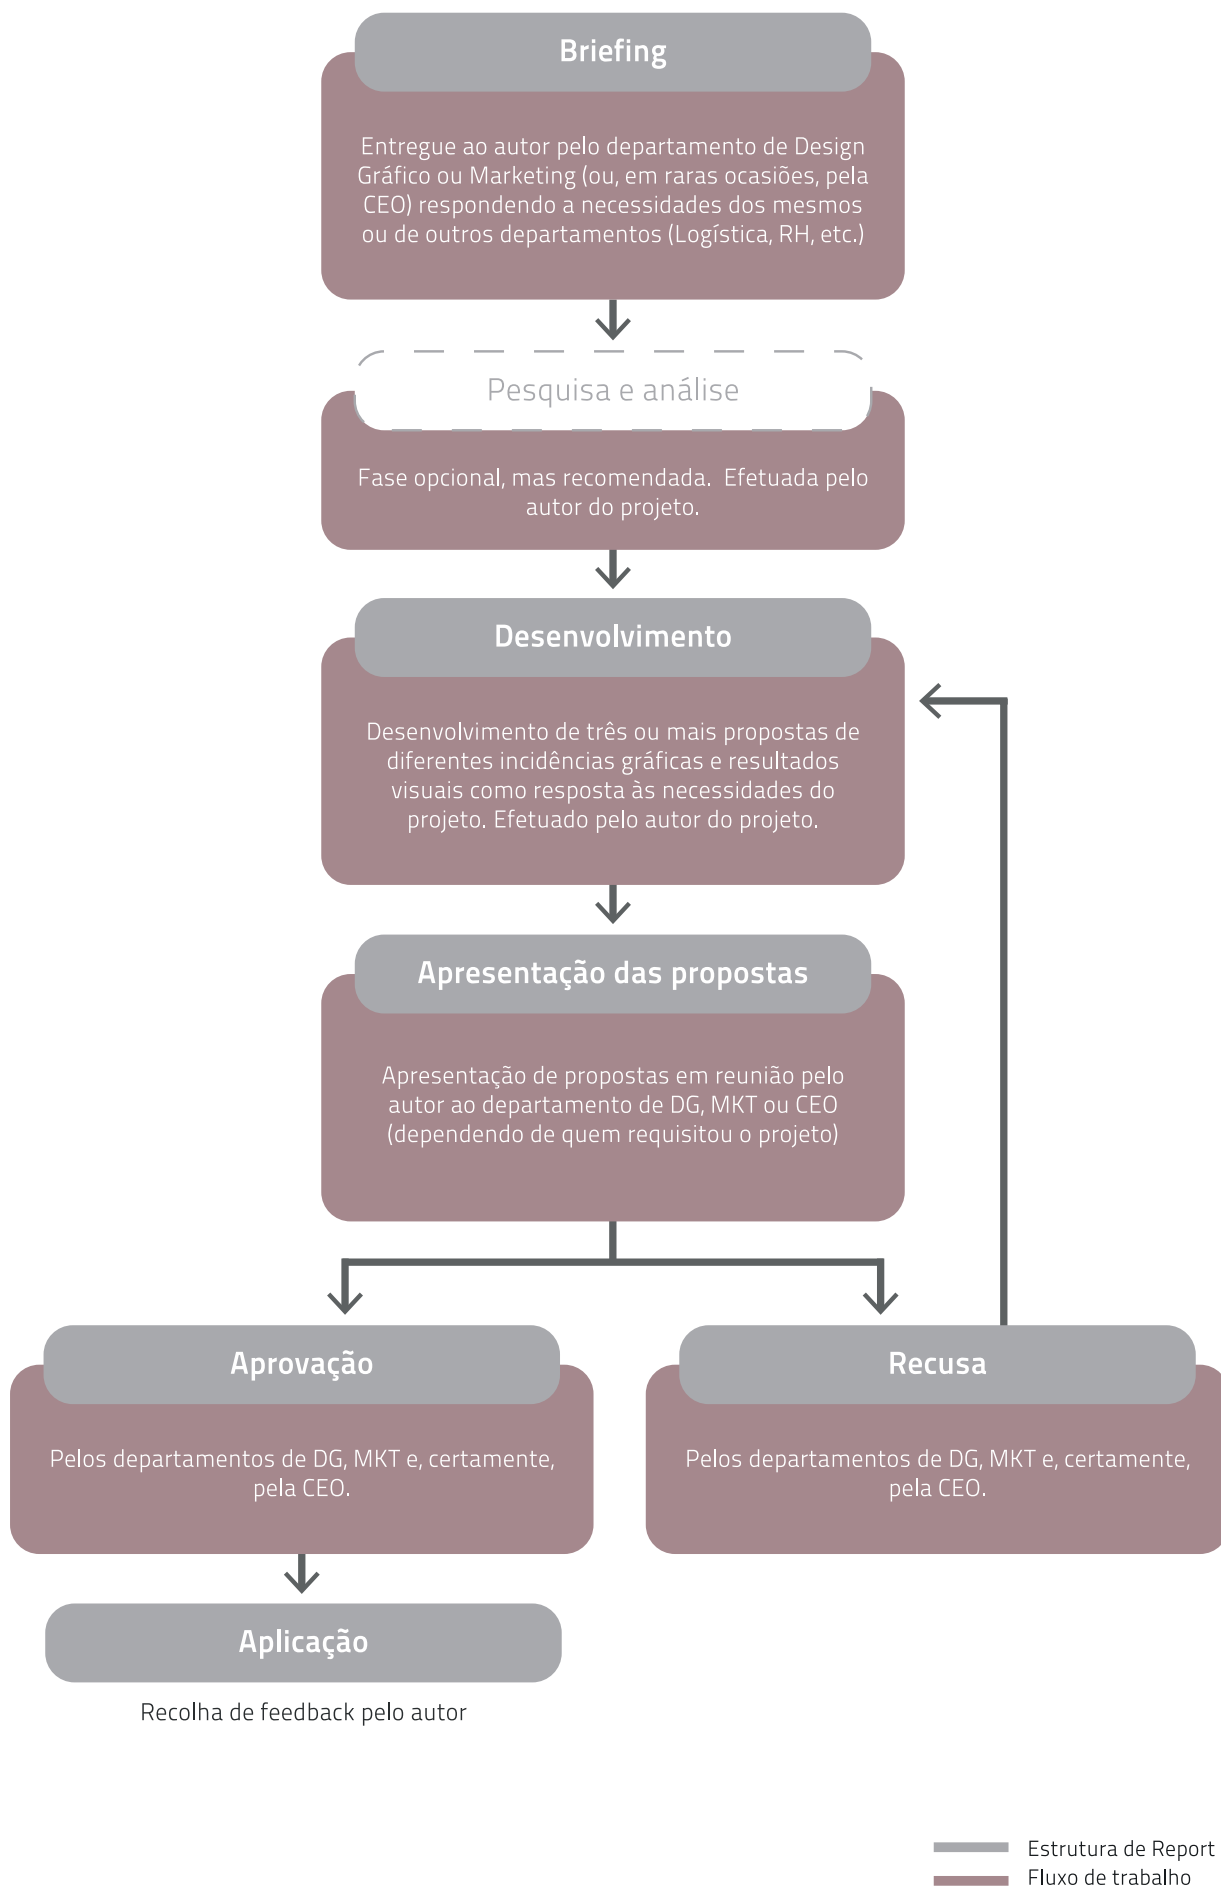 Briefing
Entregue ao autor pelo departamento de Design
Gráfico ou Marketing (ou, em raras ocasiões, pela
CEO) respondendo a necessidades dos mesmos
ou de outros departamentos (Logística, RH, etc.)
Pesquisa e análise
Fase opcional, mas recomendada. Efetuada pelo
autor do projeto.
Desenvolvimento
Desenvolvimento de três ou mais propostas de
diferentes incidências gráficas e resultados
visuais como resposta às necessidades do
projeto. Efetuado pelo autor do projeto.
Apresentação das propostas
Apresentação de propostas em reunião pelo
autor ao departamento de DG, MKT ou CEO
(dependendo de quem requisitou o projeto)
Aprovação
Pelos departamentos de DG, MKT e, certamente,
pela CEO.
Recusa
Pelos departamentos de DG, MKT e, certamente,
pela CEO.
Aplicação
Recolha de feedback pelo autor
Estrutura de Report
Fluxo de trabalho